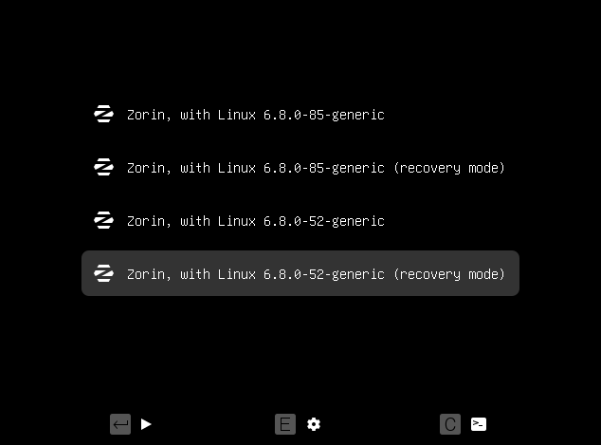 Zorin, with Linux 6.8.0-85-generic
Zorin, with Linux 6.8.0-85-generic (recovery mode)
Zorin, with Linux 6.8.0-52-generic
Zorin, with Linux 6.8.0-52-generic (recovery mode)
E
C